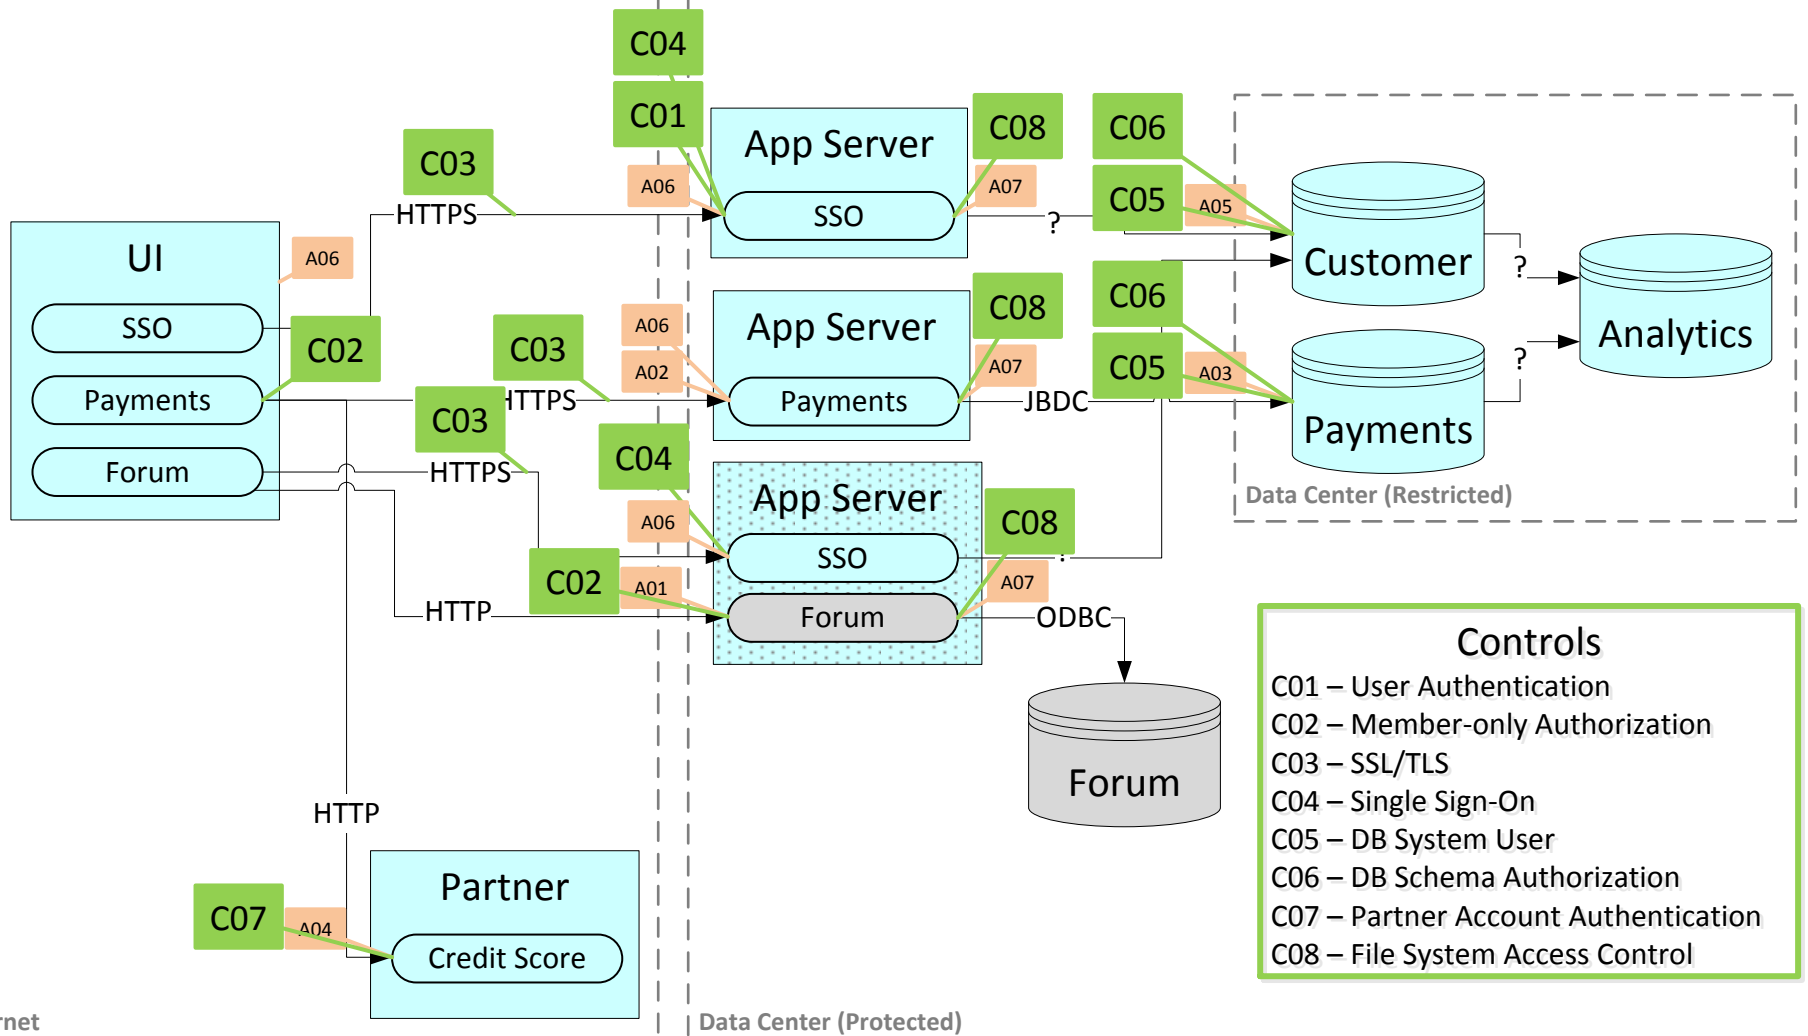 C04
C01
App Server
C08
C06
C03
A06
A07
C05
A05
SSO
HTTPS
?
UI
A06
Customer
?
Analytics
SSO
C02
C03
A06
A02
App Server
C08
A07
C06
C05
A03
?
Payments
HTTPS
Payments
JBDC
Payments
C03
Forum
HTTPS
C04
App Server
Data Center (Restricted)
A06
C08
SSO
C02
A01
A07
HTTP
Forum
ODBC
Forum
HTTP
Partner
C07
A04
Credit Score
Controls
C01 – User Authentication
C02 – Member-only Authorization
C03 – SSL/TLS
C04 – Single Sign-On
C05 – DB System User
C06 – DB Schema Authorization
C07 – Partner Account Authentication
C08 – File System Access Control
rnet
Data Center (Protected)